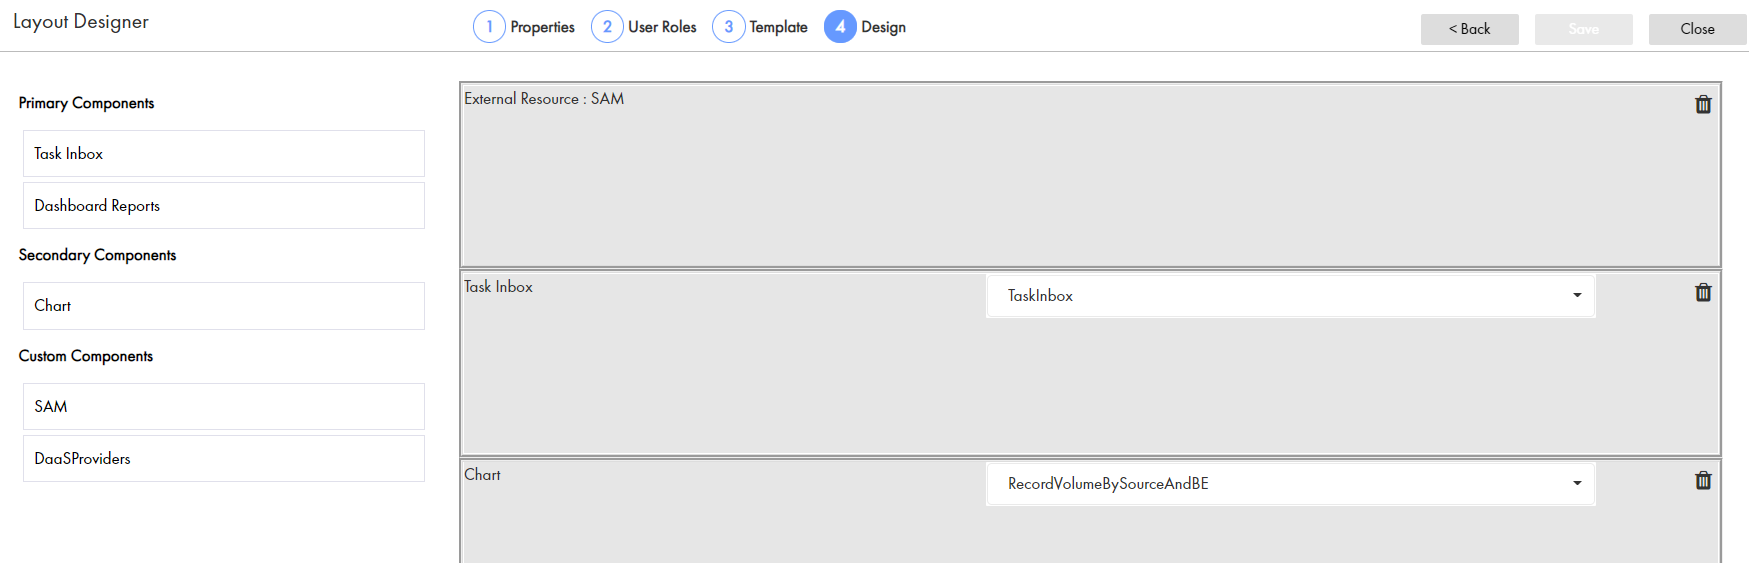 Layout Designer
1 Properties 2 User Roles 3 Template 4 Design
< Back Save Close
Primary Components
Task Inbox
Dashboard Reports
Secondary Components
Chart
Custom Components
SAM
DaaSProviders
External Resource : SAM
Task Inbox TaskInbox
Chart RecordVolumeBySourceAndBE